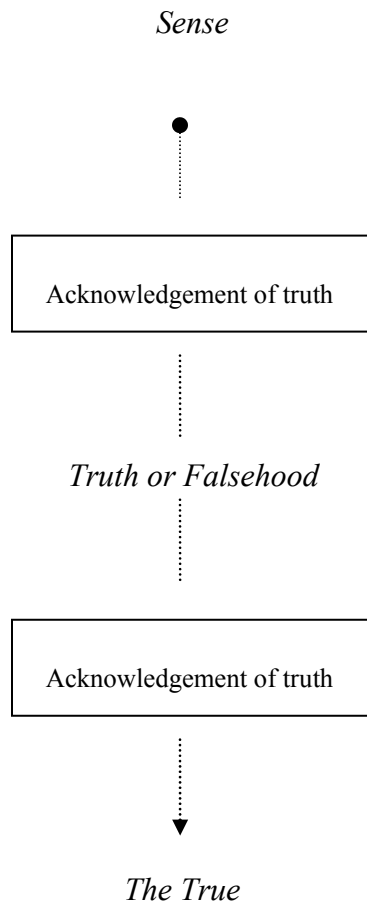 Sense
Acknowledgement of truth
Truth or Falsehood
Acknowledgement of truth
The True